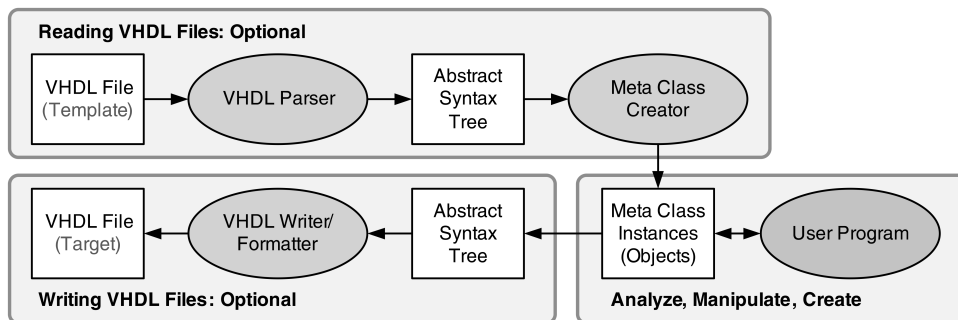 Reading VHDL Files: Optional
VHDL File
(Template)
VHDL Parser
Abstract
Syntax
Tree
Meta Class
Creator
VHDL File
(Target)
VHDL Writer/
Formatter
Abstract
Syntax
Tree
Meta Class
Instances
(Objects)
User Program
Writing VHDL Files: Optional
Analyze, Manipulate, Create